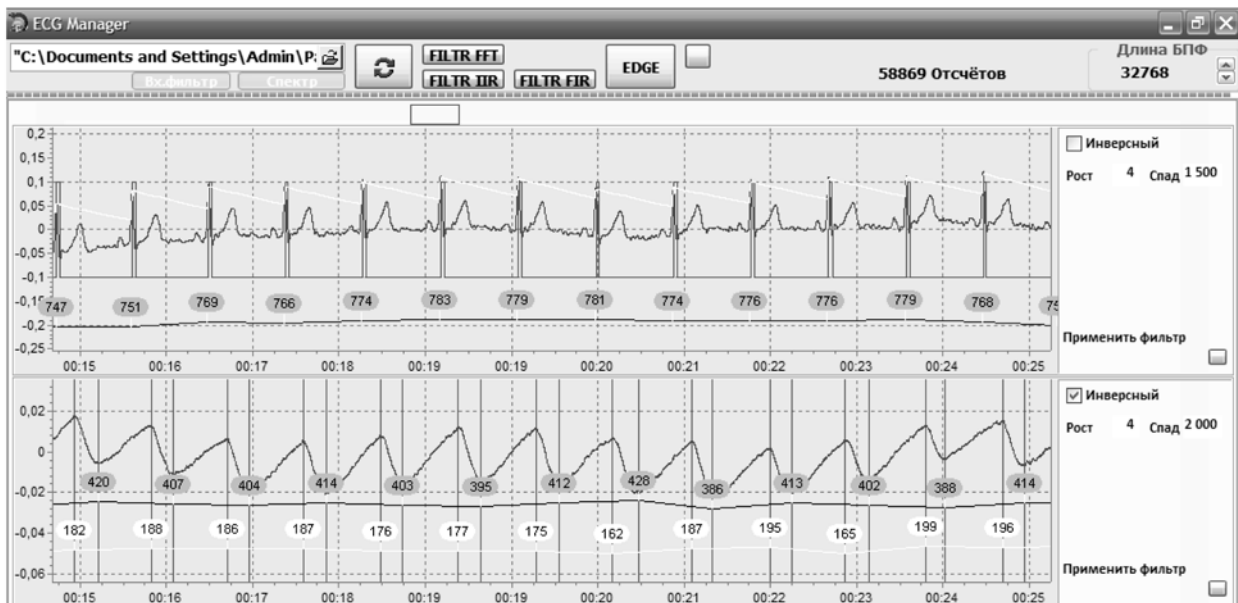 ECG Manager
"C:\Documents and Settings\Admin\P:
Вх.фильтр Спектр
FILTR FFT
FILTR IIR FILTR FIR
EDGE
58869 Отсчётов
Длина БПФ
32768
0,2
0,15
0,1
0,05
0
-0,05
-0,1
-0,15
-0,2
-0,25
747 751 769 766 774 783 779 781 774 776 776 779 768 75
00:15 00:16 00:17 00:18 00:19 00:19 00:20 00:21 00:22 00:23 00:24 00:25
Инверсный
Рост 4 Спад 1 500
Применить фильтр
0,02
0
-0,02
-0,04
-0,06
420 407 404 414 403 395 412 428 386 413 402 388 414
182 188 186 187 176 177 175 162 187 195 165 199 196
00:15 00:16 00:17 00:18 00:19 00:19 00:20 00:21 00:22 00:23 00:24 00:25
Инверсный
Рост 4 Спад 2 000
Применить фильтр